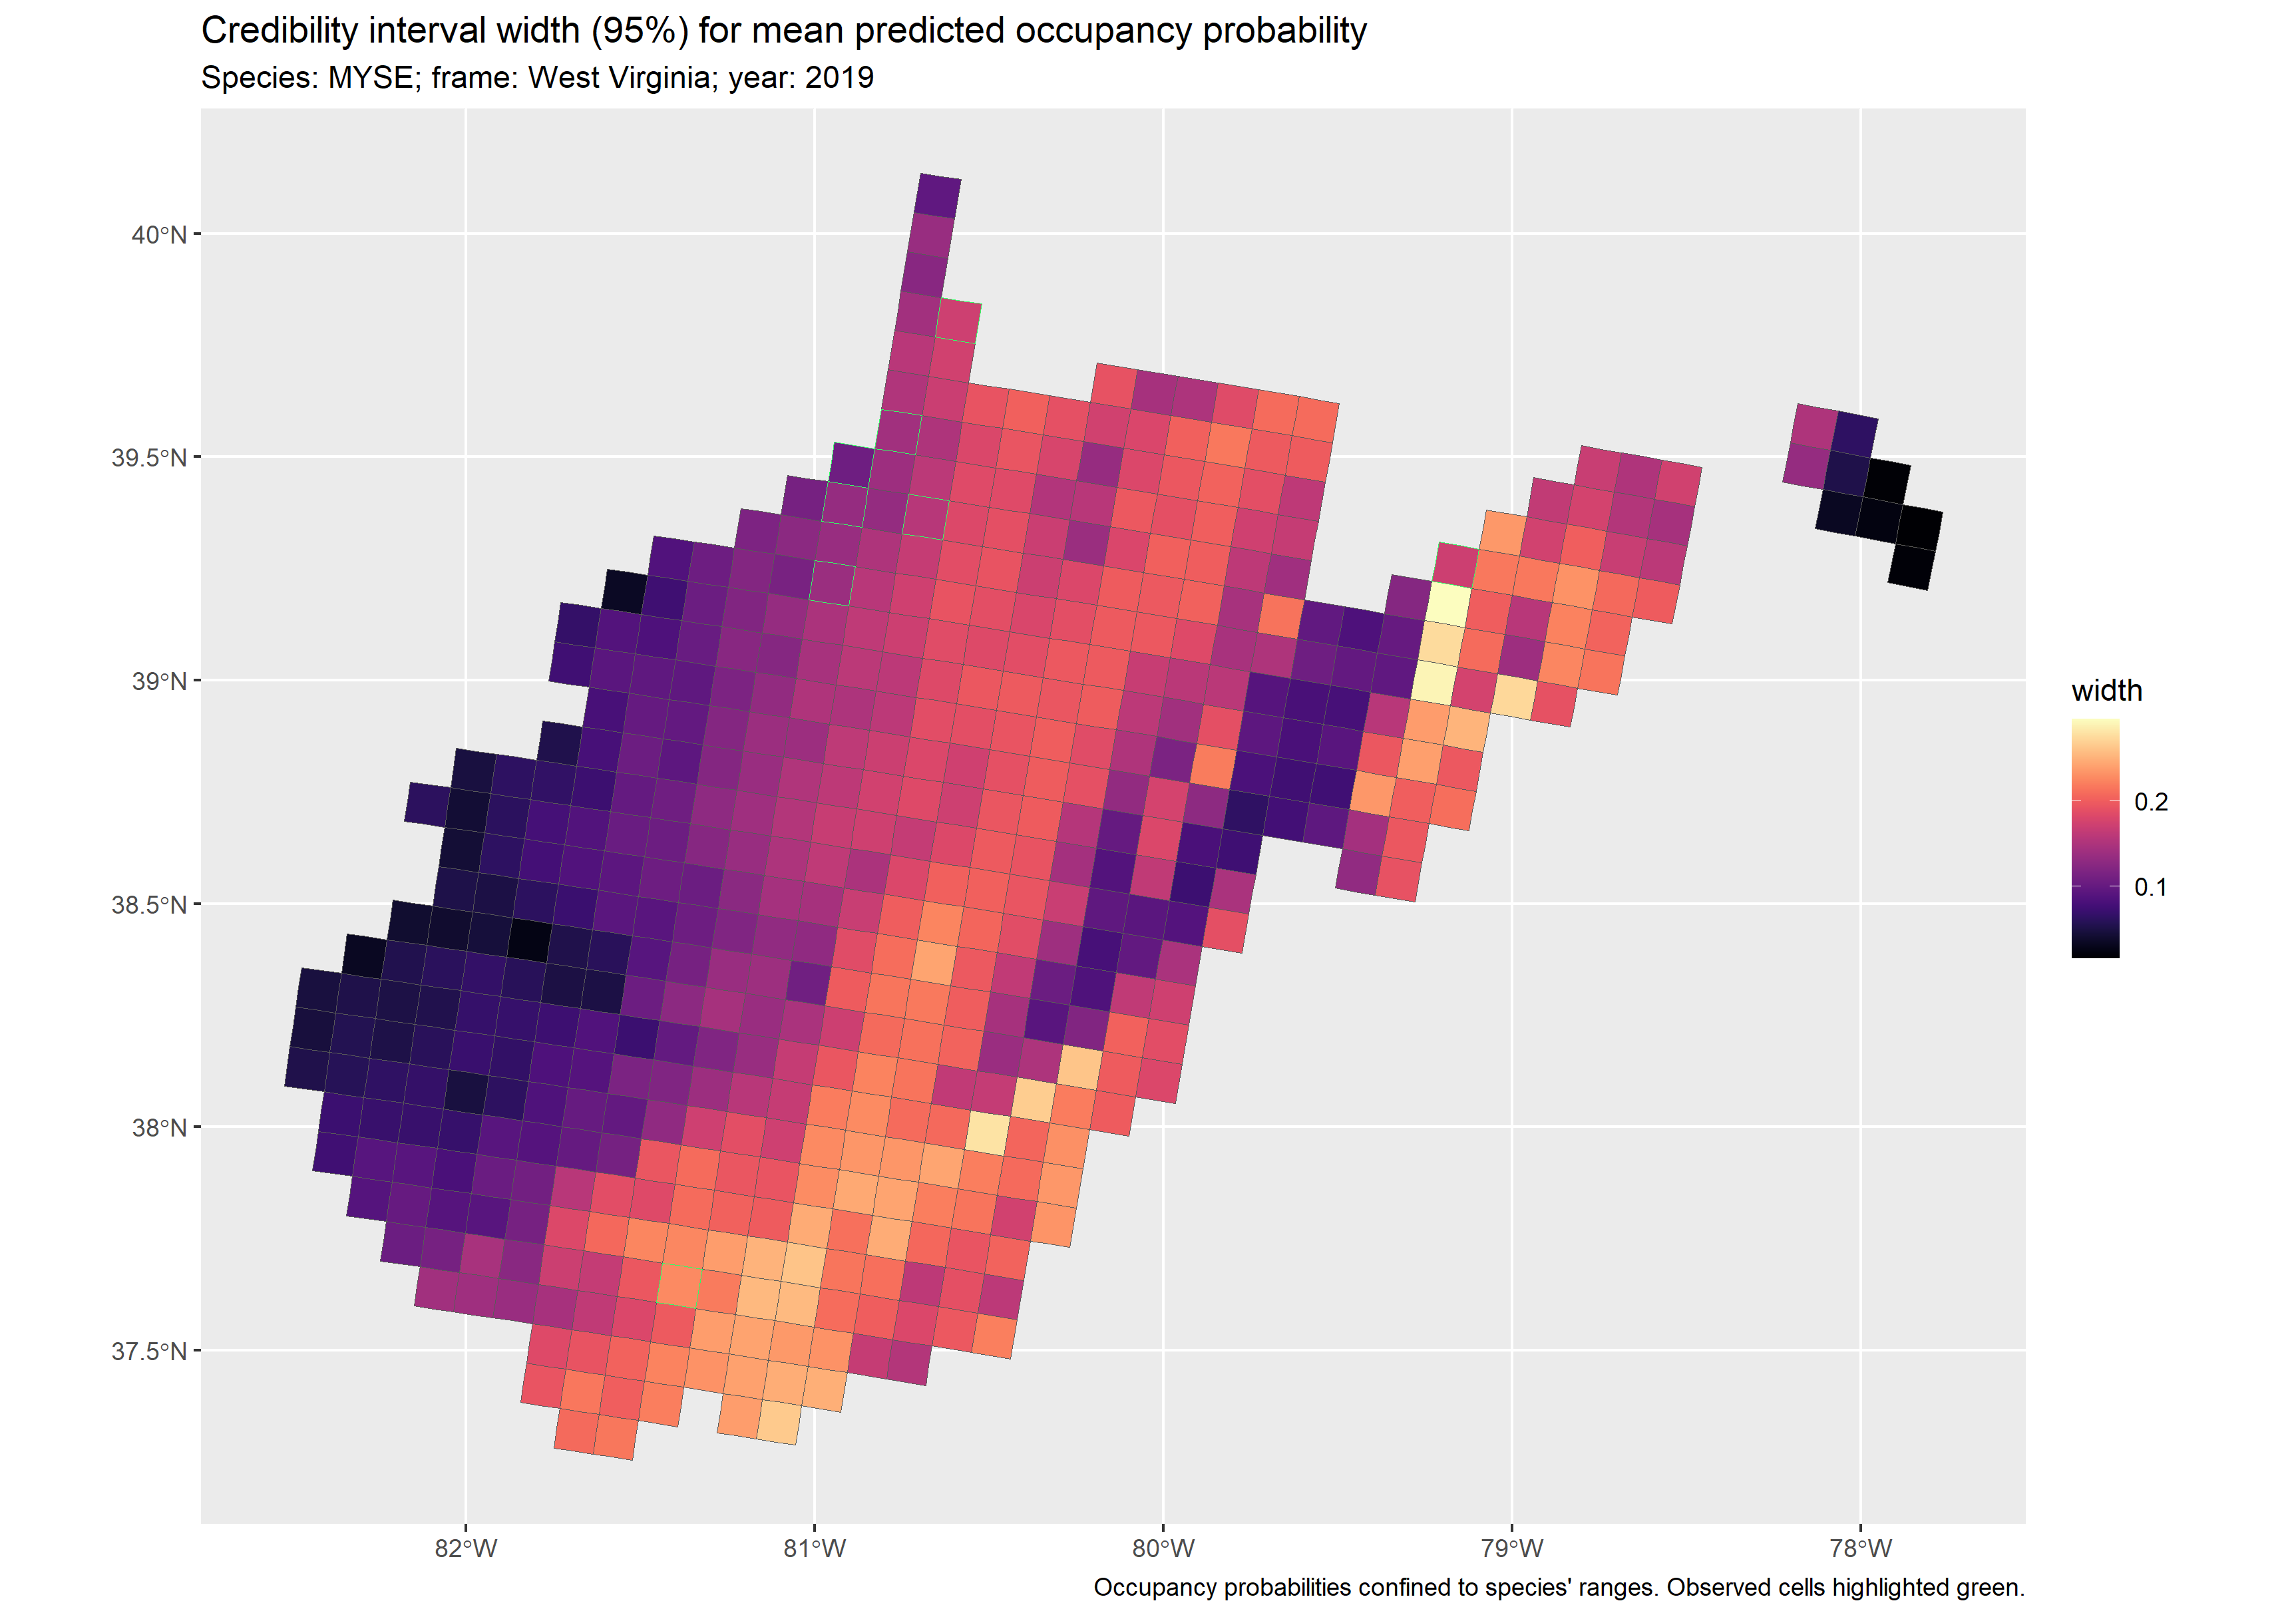 Credibility interval width (95%) for mean predicted occupancy probability
Species: MYSE; frame: West Virginia; year: 2019
40°N
39.5°N
39°N
38.5°N
38°N
37.5°N
82°W
81°W
80°W
79°W
78°W
width
0.2
0.1
Occupancy probabilities confined to species' ranges. Observed cells highlighted green.